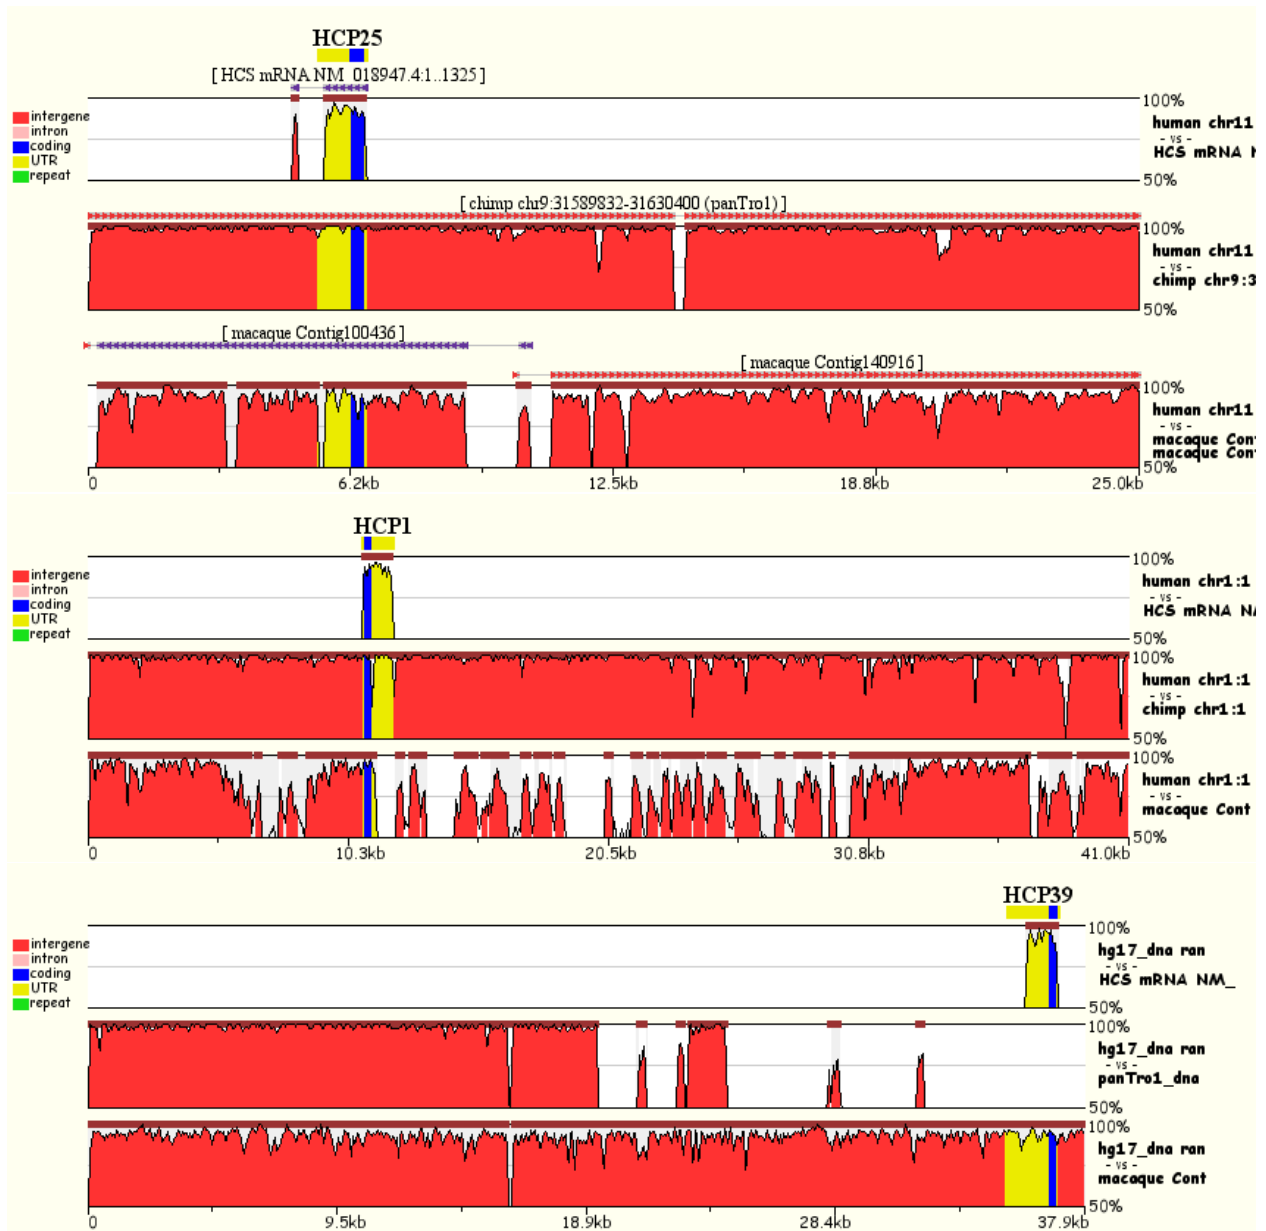 HCP25
[ HCS mRNA NM_018947.4:1..1325 ]
100%
intergene
intron
coding
UTR
repeat
human chr11
- vs -
HCS mRNA N
50%
[ chimp chr9:31589832-31630400 (panTro1) ]
100%
human chr11
- vs -
chimp chr9:3
50%
[ macaque Contig100436 ]
[ macaque Contig140916 ]
100%
human chr11
- vs -
macaque Con
macaque Con
50%
0 6.2kb 12.5kb 18.8kb 25.0kb
HCP1
100%
intergene
intron
coding
UTR
repeat
human chr1:1
- vs -
HCS mRNA NM
50%
100%
human chr1:1
- vs -
chimp chr1:1
50%
100%
human chr1:1
- vs -
macaque Cont
50%
0 10.3kb 20.5kb 30.8kb 41.0kb
HCP39
100%
intergene
intron
coding
UTR
repeat
hg17_dna ran
- vs -
HCS mRNA NM_
50%
100%
hg17_dna ran
- vs -
panTro1_dna
50%
100%
hg17_dna ran
- vs -
macaque Cont
50%
0 9.5kb 18.9kb 28.4kb 37.9kb